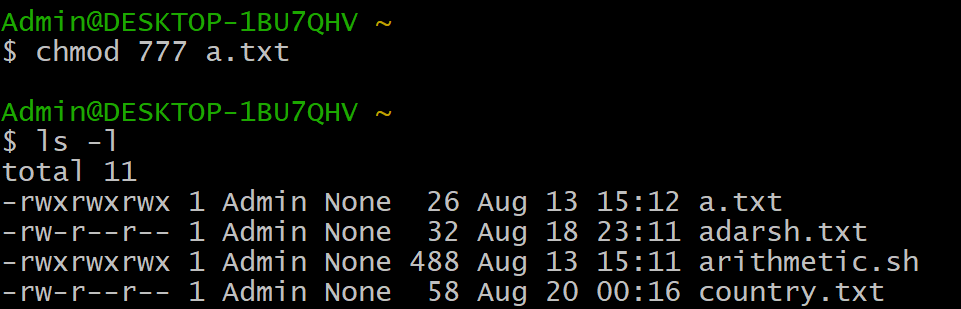 Admin@DESKTOP-1BU7QHV ~
$ chmod 777 a.txt
Admin@DESKTOP-1BU7QHV ~
$ ls -l
total 11
-rwxrwxrwx 1 Admin None  26 Aug 13 15:12 a.txt
-rw-r--r-- 1 Admin None  32 Aug 18 23:11 adarsh.txt
-rwxrwxrwx 1 Admin None 488 Aug 13 15:11 arithmetic.sh
-rw-r--r-- 1 Admin None  58 Aug 20 00:16 country.txt